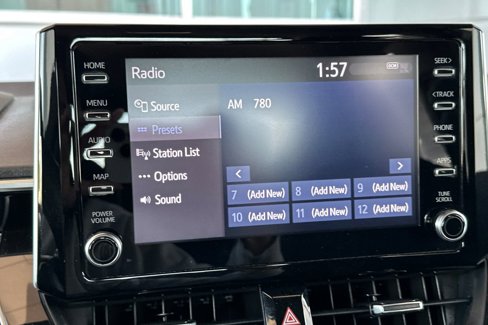 HOME
MENU
AUDIO
MAP
POWER
VOLUME
Radio
1:57
DCM
Source
Presets
Station List
Options
Sound
AM 780
<
>
7 (Add New) 8 (Add New) 9 (Add New)
10 (Add New) 11 (Add New) 12 (Add New)
SEEK>
<TRACK
PHONE
APPS
TUNE
SCROLL